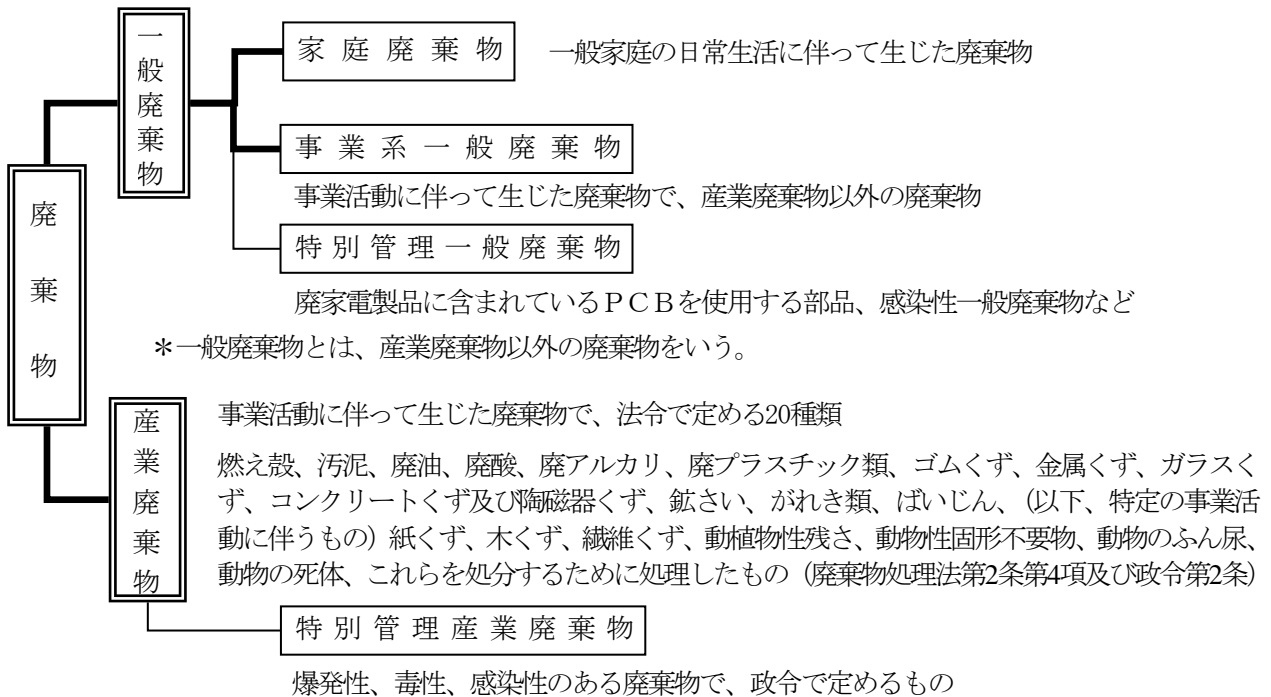 廃棄物
一般廃棄物
家庭廃棄物
一般家庭の日常生活に伴って生じた廃棄物
事業系一般廃棄物
事業活動に伴って生じた廃棄物で、産業廃棄物以外の廃棄物
特別管理一般廃棄物
廃家電製品に含まれているＰＣＢを使用する部品、感染性一般廃棄物など
＊一般廃棄物とは、産業廃棄物以外の廃棄物をいう。
産業廃棄物
事業活動に伴って生じた廃棄物で、法令で定める20種類
燃え殻、汚泥、廃油、廃酸、廃アルカリ、廃プラスチック類、ゴムくず、金属くず、ガラスく
ず、コンクリートくず及び陶磁器くず、鉱さい、がれき類、ばいじん、（以下、特定の事業活
動に伴うもの）紙くず、木くず、繊維くず、動植物性残さ、動物性固形不要物、動物のふん尿、
動物の死体、これらを処分するために処理したもの（廃棄物処理法第2条第4項及び政令第2条）
特別管理産業廃棄物
爆発性、毒性、感染性のある廃棄物で、政令で定めるもの